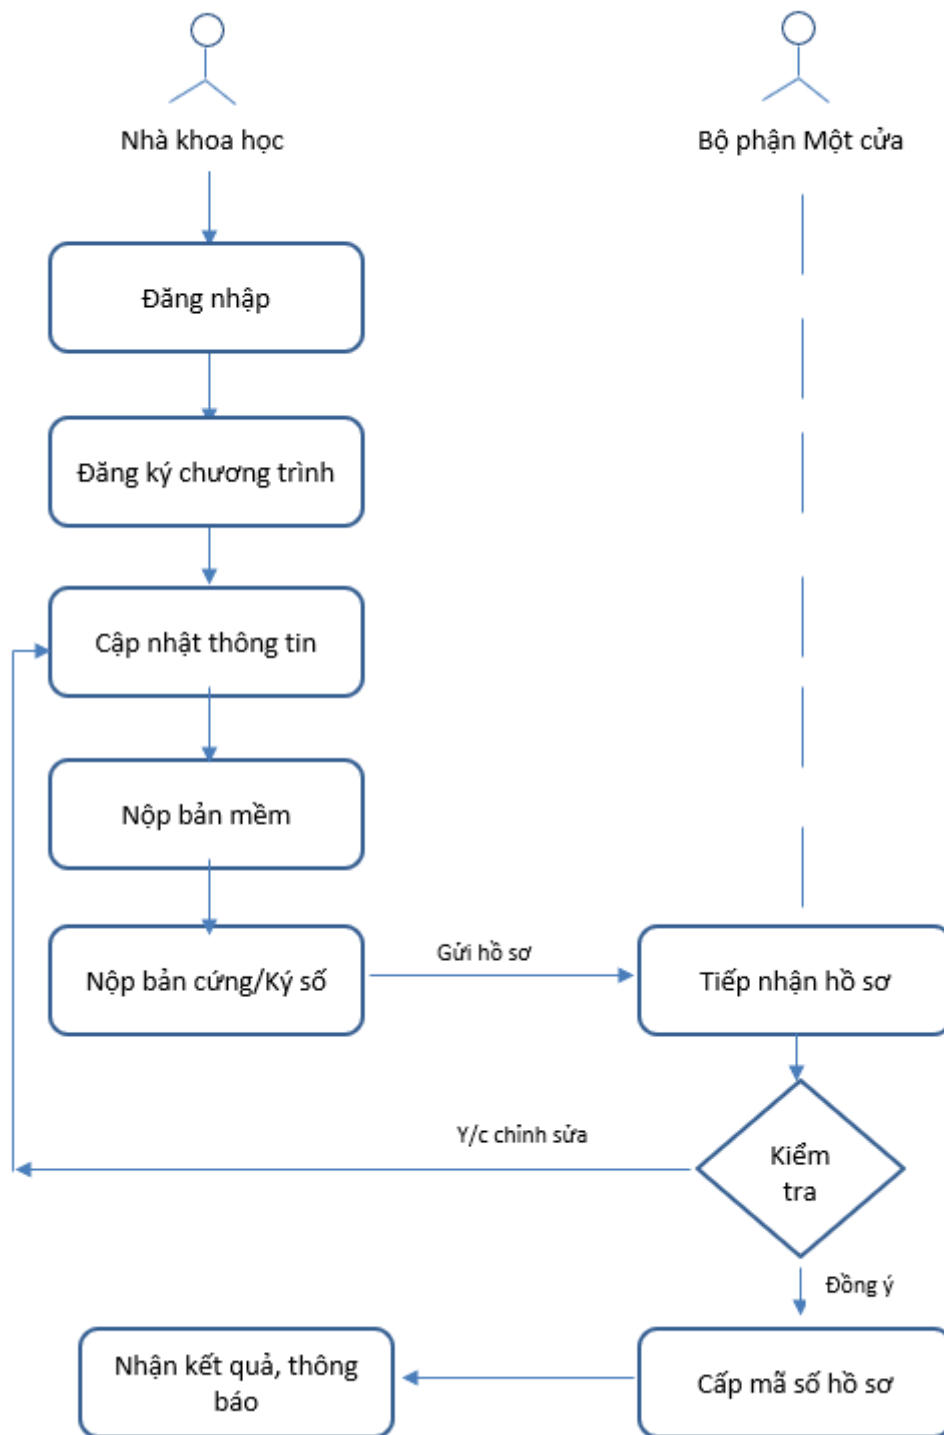 Nhà khoa học
Bộ phận Một cửa
Đăng nhập
Đăng ký chương trình
Cập nhật thông tin
Nộp bản mềm
Nộp bản cứng/Ký số
Gửi hồ sơ
Tiếp nhận hồ sơ
Y/c chỉnh sửa
Kiểm
tra
Đồng ý
Nhận kết quả, thông
báo
Cấp mã số hồ sơ